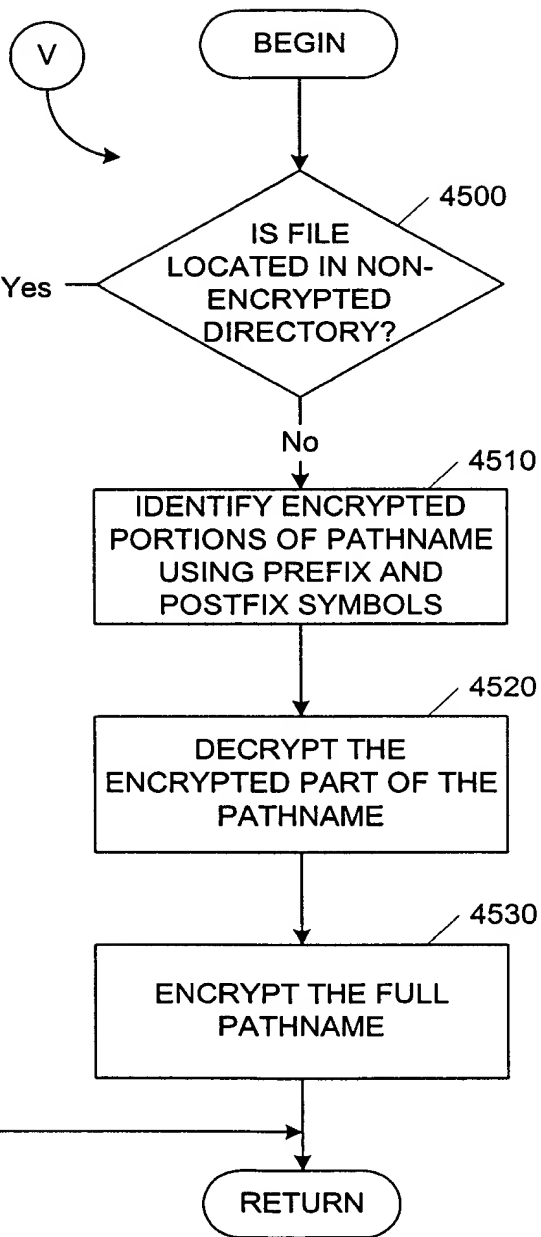 V
BEGIN
4500
IS FILE
LOCATED IN NON-
ENCRYPTED
DIRECTORY?
Yes
No
4510
IDENTIFY ENCRYPTED
PORTIONS OF PATHNAME
USING PREFIX AND
POSTFIX SYMBOLS
4520
DECRYPT THE
ENCRYPTED PART OF THE
PATHNAME
4530
ENCRYPT THE FULL
PATHNAME
RETURN